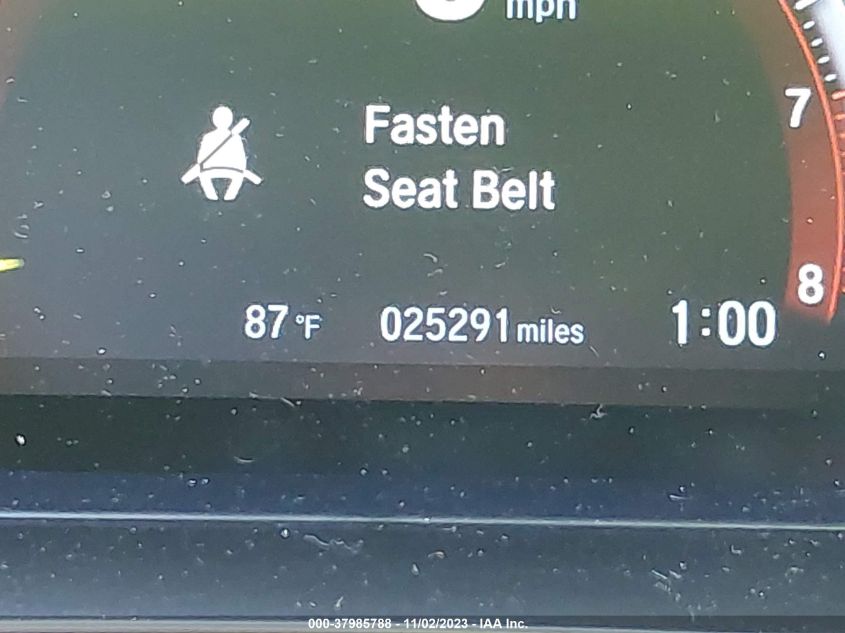 mph
7
Fasten
Seat Belt
8
87 °F 025291 miles 1:00
000-37985788 - 11/02/2023 - IAA Inc.